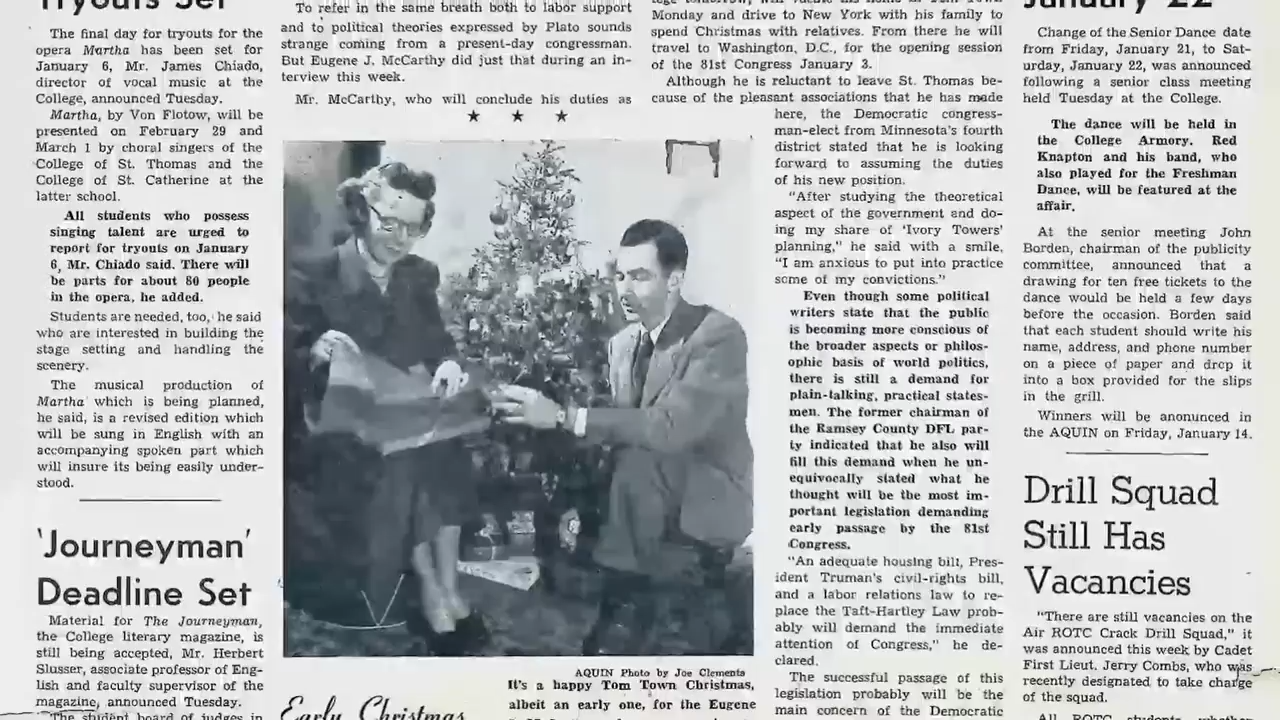 Tryouts Set
The final day for tryouts for the
opera Martha has been set for
January 6, Mr. James Chiado,
director of vocal music at the
College, announced Tuesday.
Martha, by Von Flotow, will be
presented on February 29 and
March 1 by choral singers of the
College of St. Thomas and the
College of St. Catherine at the
latter school.
All students who possess
singing talent are urged to
report for tryouts on January
6, Mr. Chiado said. There will
be parts for about 80 people
in the opera, he added.
Students are needed, too, he said
who are interested in building the
stage setting and handling the
scenery.
The musical production of
Martha which is being planned,
he said, is a revised edition which
will be sung in English with an
accompanying spoken part which
will insure its being easily under-
stood.
'Journeyman'
Deadline Set
Material for The Journeyman,
the College literary magazine, is
still being accepted, Mr. Herbert
Slusser, associate professor of Eng-
lish and faculty supervisor of the
magazine, announced Tuesday.
The student board of judges in
To refer in the same breath both to labor support
and to political theories expressed by Plato sounds
strange coming from a present-day congressman.
But Eugene J. McCarthy did just that during an in-
terview this week.
Mr. McCarthy, who will conclude his duties as
★ ★ ★
AQUIN Photo by Joe Clements
Early Christmas
It's a happy Tom Town Christmas,
albeit an early one, for the Eugene
Monday and drive to New York with his family to
spend Christmas with relatives. From there he will
travel to Washington, D.C., for the opening session
of the 81st Congress January 3.
Although he is reluctant to leave St. Thomas be-
cause of the pleasant associations that he has made
here, the Democratic congress-
man-elect from Minnesota's fourth
district stated that he is looking
forward to assuming the duties
of his new position.
"After studying the theoretical
aspect of the government and do-
ing my share of 'Ivory Towers'
planning," he said with a smile,
"I am anxious to put into practice
some of my convictions."
Even though some political
writers state that the public
is becoming more conscious of
the broader aspects or philos-
ophic basis of world politics,
there is still a demand for
plain-talking, practical states-
men. The former chairman of
the Ramsey County DFL par-
ty indicated that he also will
fill this demand when he un-
equivocally stated what he
thought will be the most im-
portant legislation demanding
early passage by the 81st
Congress.
"An adequate housing bill, Pres-
ident Truman's civil-rights bill,
and a labor relations law to re-
place the Taft-Hartley Law prob-
ably will demand the immediate
attention of Congress," he de-
clared.
The successful passage of this
legislation probably will be the
main concern of the Democratic
January 22
Change of the Senior Dance date
from Friday, January 21, to Sat-
urday, January 22, was announced
following a senior class meeting
held Tuesday at the College.
The dance will be held in
the College Armory. Red
Knapton and his band, who
also played for the Freshman
Dance, will be featured at the
affair.
At the senior meeting John
Borden, chairman of the publicity
committee, announced that a
drawing for ten free tickets to the
dance would be held a few days
before the occasion. Borden said
that each student should write his
name, address, and phone number
on a piece of paper and drop it
into a box provided for the slips
in the grill.
Winners will be anounced in
the AQUIN on Friday, January 14.
Drill Squad
Still Has
Vacancies
"There are still vacancies on the
Air ROTC Crack Drill Squad," it
was announced this week by Cadet
First Lieut. Jerry Combs, who was
recently designated to take charge
of the squad.
All ROTC students, whether